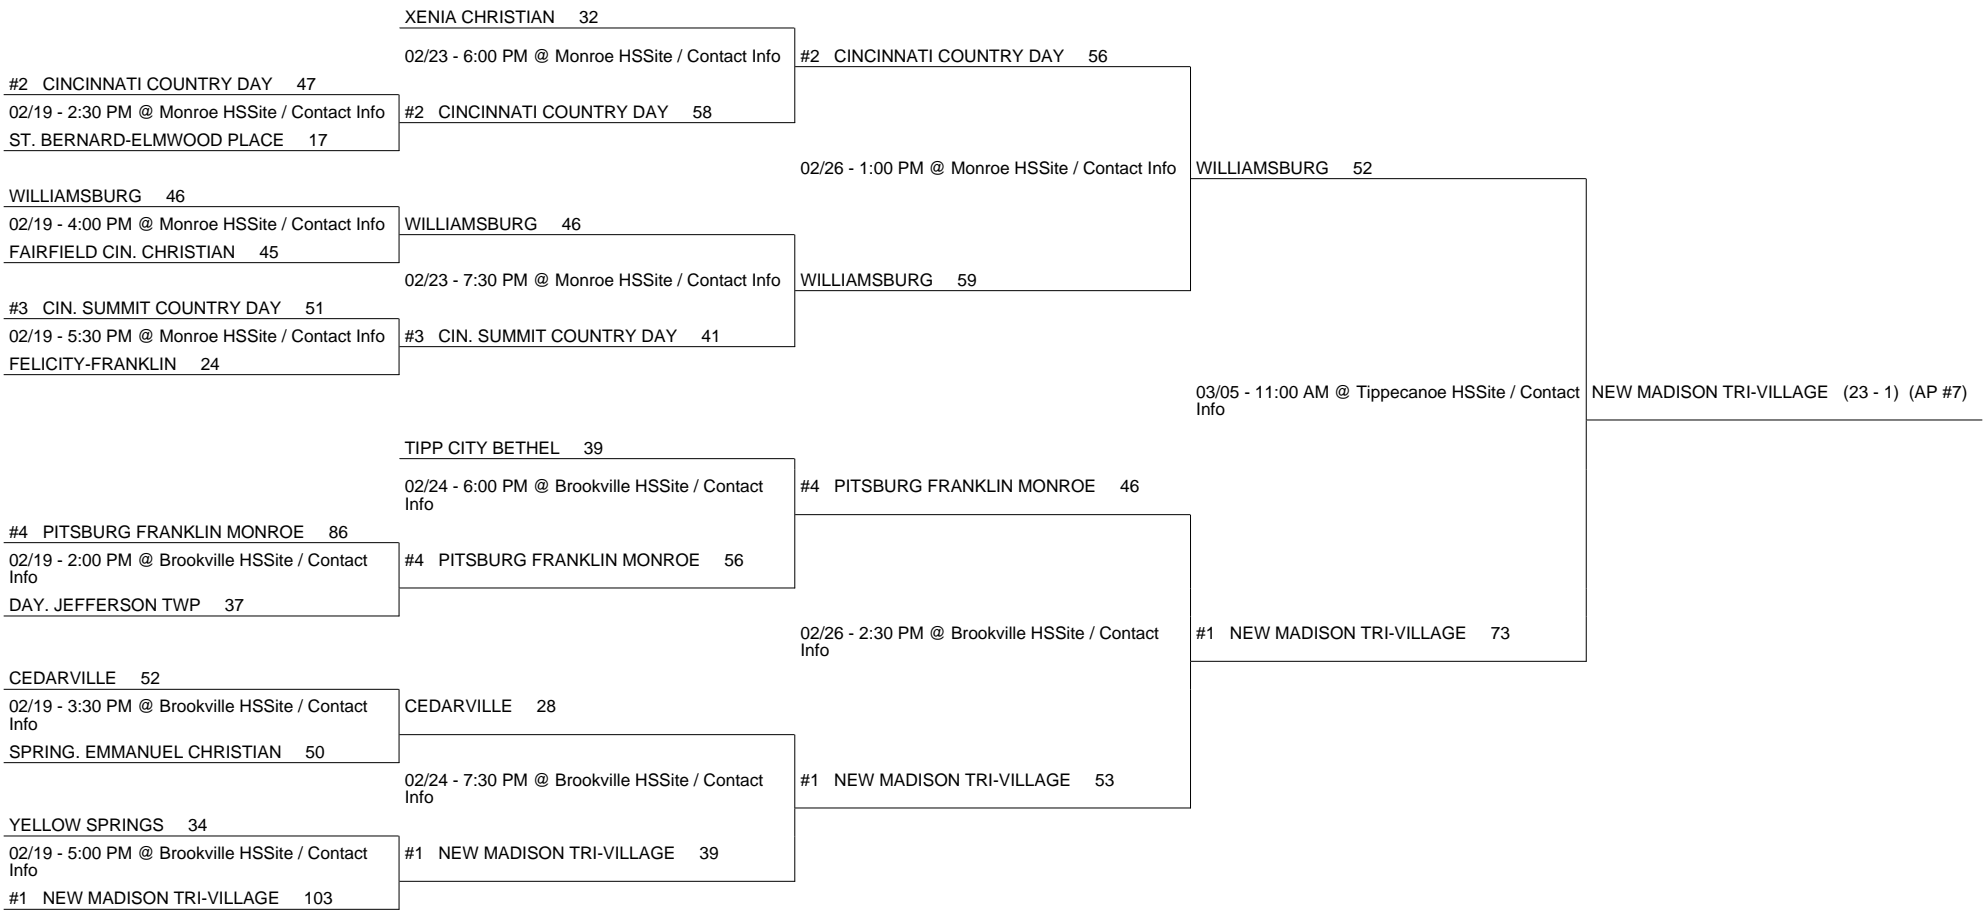 XENIA CHRISTIAN 32
02/23 - 6:00 PM @ Monroe HSSite / Contact Info
#2 CINCINNATI COUNTRY DAY 56
#2 CINCINNATI COUNTRY DAY 47
02/19 - 2:30 PM @ Monroe HSSite / Contact Info
#2 CINCINNATI COUNTRY DAY 58
ST. BERNARD-ELMWOOD PLACE 17
02/26 - 1:00 PM @ Monroe HSSite / Contact Info
WILLIAMSBURG 52
WILLIAMSBURG 46
02/19 - 4:00 PM @ Monroe HSSite / Contact Info
WILLIAMSBURG 46
FAIRFIELD CIN. CHRISTIAN 45
02/23 - 7:30 PM @ Monroe HSSite / Contact Info
WILLIAMSBURG 59
#3 CIN. SUMMIT COUNTRY DAY 51
02/19 - 5:30 PM @ Monroe HSSite / Contact Info
#3 CIN. SUMMIT COUNTRY DAY 41
FELICITY-FRANKLIN 24
03/05 - 11:00 AM @ Tippecanoe HSSite / Contact
Info
NEW MADISON TRI-VILLAGE (23 - 1) (AP #7)
TIPP CITY BETHEL 39
02/24 - 6:00 PM @ Brookville HSSite / Contact
Info
#4 PITSBURG FRANKLIN MONROE 46
#4 PITSBURG FRANKLIN MONROE 86
02/19 - 2:00 PM @ Brookville HSSite / Contact
Info
#4 PITSBURG FRANKLIN MONROE 56
DAY. JEFFERSON TWP 37
02/26 - 2:30 PM @ Brookville HSSite / Contact
Info
#1 NEW MADISON TRI-VILLAGE 73
CEDARVILLE 52
02/19 - 3:30 PM @ Brookville HSSite / Contact
Info
CEDARVILLE 28
SPRING. EMMANUEL CHRISTIAN 50
02/24 - 7:30 PM @ Brookville HSSite / Contact
Info
#1 NEW MADISON TRI-VILLAGE 53
YELLOW SPRINGS 34
02/19 - 5:00 PM @ Brookville HSSite / Contact
Info
#1 NEW MADISON TRI-VILLAGE 39
#1 NEW MADISON TRI-VILLAGE 103